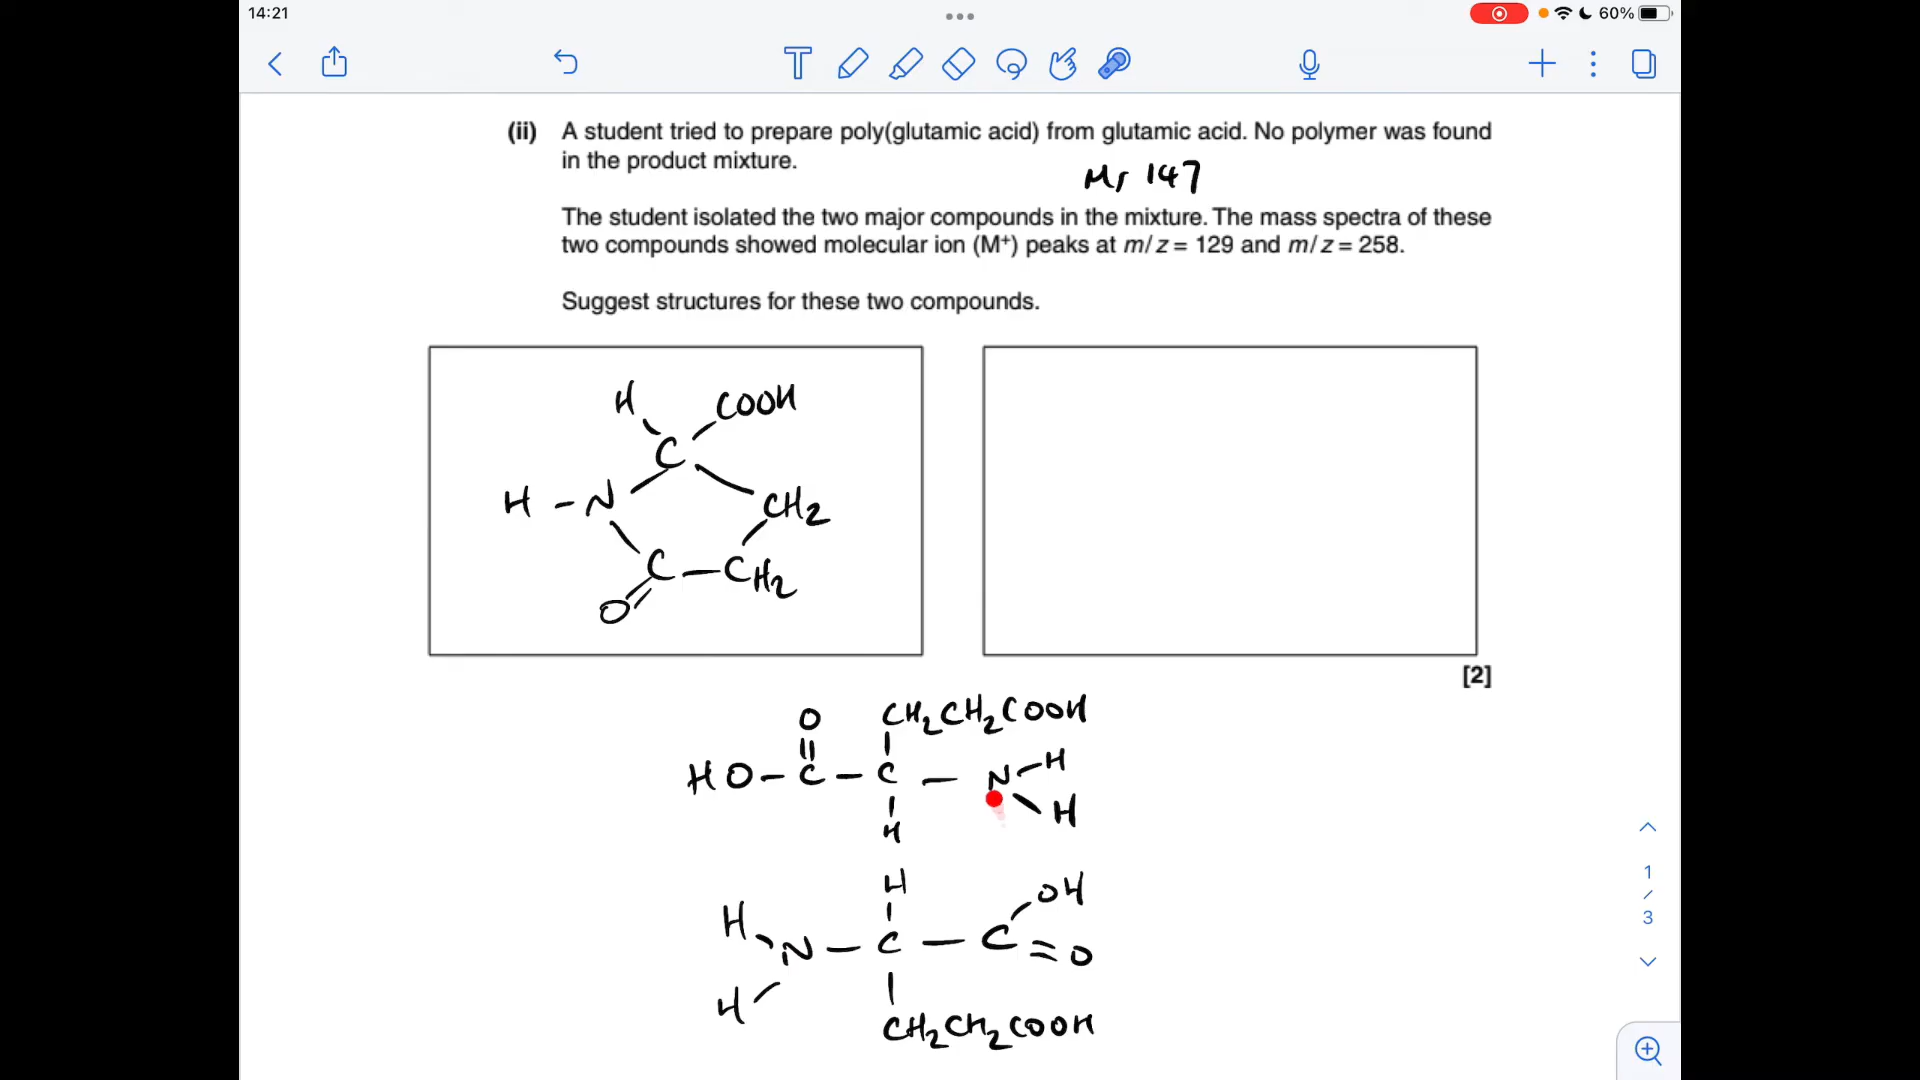 14:21
60%
(ii) A student tried to prepare poly(glutamic acid) from glutamic acid. No polymer was found
in the product mixture.
Mr 147
The student isolated the two major compounds in the mixture. The mass spectra of these
two compounds showed molecular ion (M⁺) peaks at m/z = 129 and m/z = 258.
Suggest structures for these two compounds.
H COOH
C
H - N CH2
C - CH2
O
[2]
O CH2CH2COOH
HO - C - C - N H
H H
H OH
H N - C - C = O
H
CH2CH2COOH
1
/
3